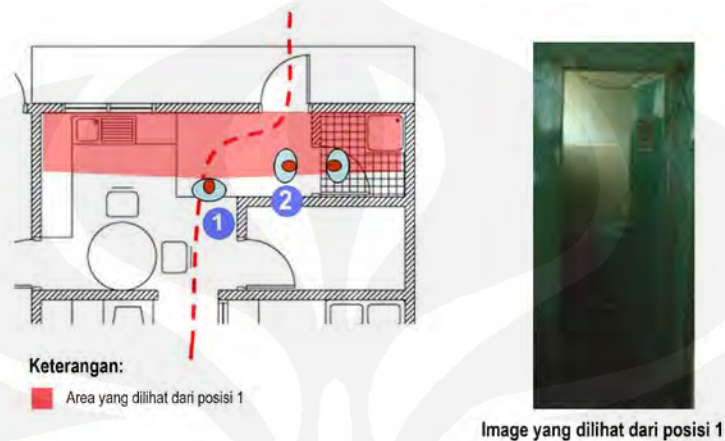 1
2
Keterangan:
Area yang dilihat dari posisi 1
Image yang dilihat dari posisi 1